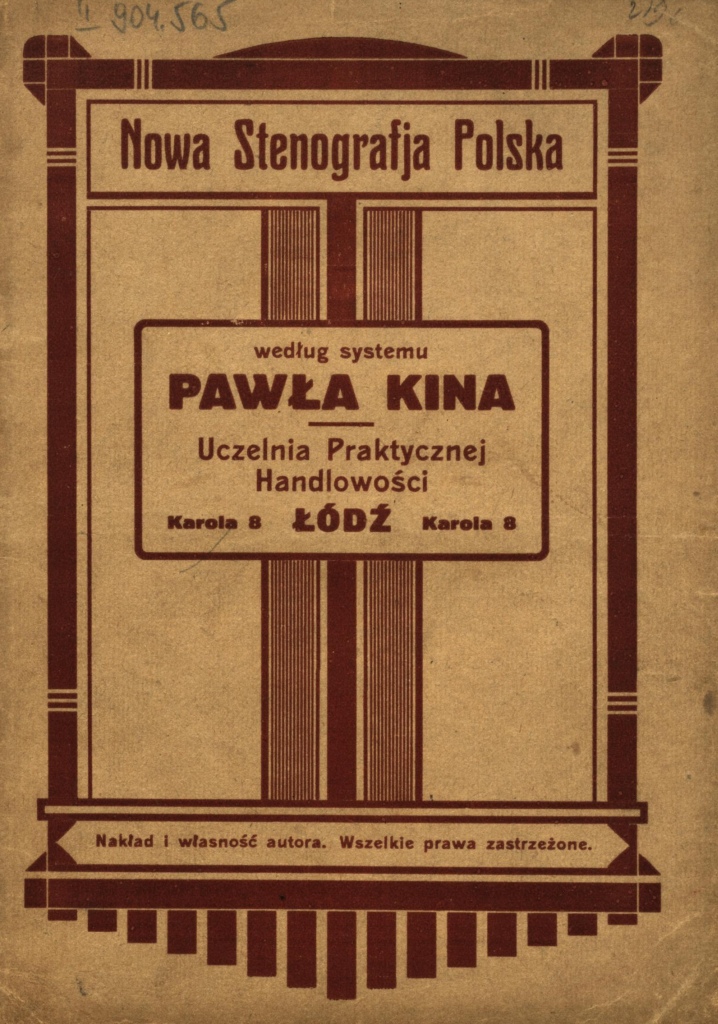 II 904.565
Nowa Stenografja Polska
według systemu
PAWŁA KINA
Uczelnia Praktycznej
Handlowości
Karola 8 ŁÓDŹ Karola 8
Nakład i własność autora. Wszelkie prawa zastrzeżone.